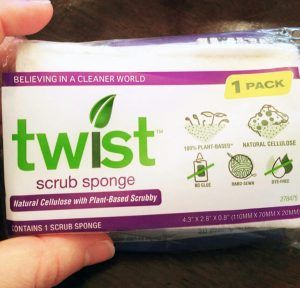 BELIEVING IN A CLEANER WORLD
1 PACK
twist™
scrub sponge
Natural Cellulose with Plant-Based Scrubby
100% PLANT-BASED*
NATURAL CELLULOSE
NO GLUE
HAND-SEWN
DYE-FREE
278475
CONTAINS 1 SCRUB SPONGE
4.3" X 2.8" X 0.8" (110MM X 70MM X 20MM)